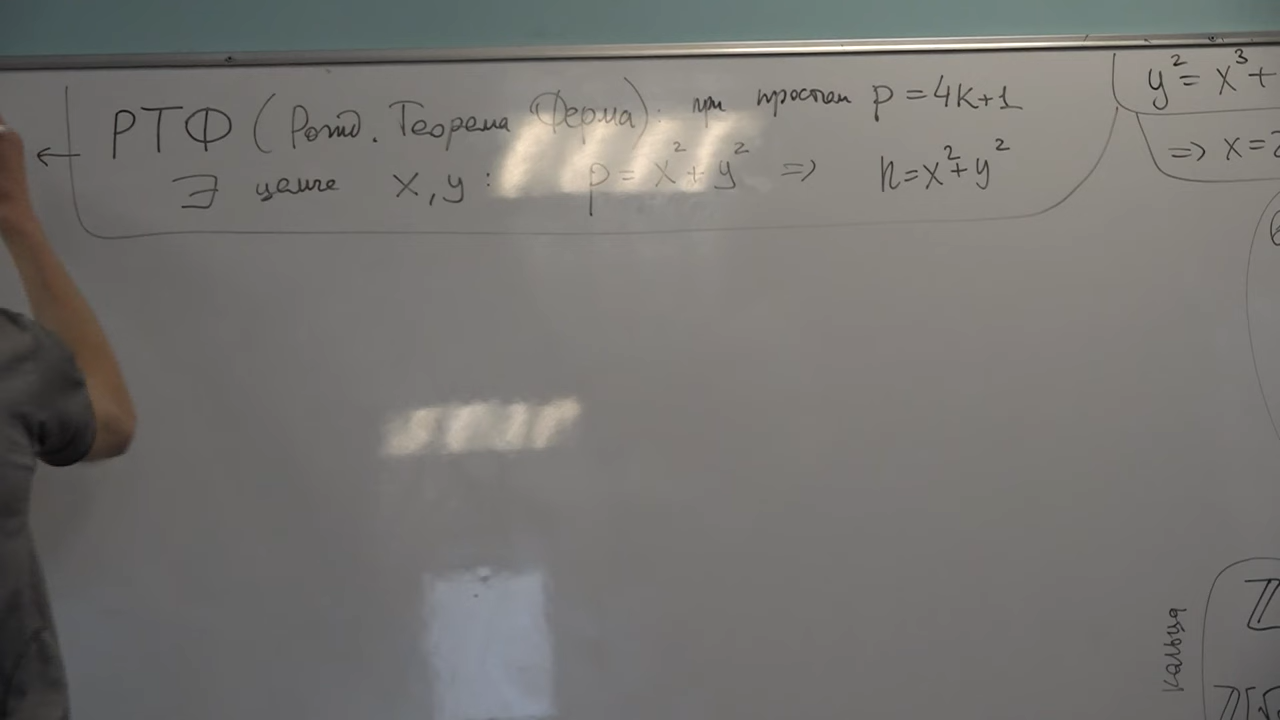 РТФ (Рожд. Теорема Ферма): при простом p=4k+1
∃ целые x,y: p=x²+y² => n=x²+y²
y²=x³+
=> x=
Кольца